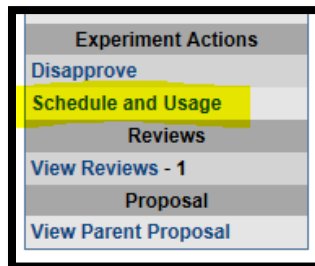 Experiment Actions
Disapprove
Schedule and Usage
Reviews
View Reviews - 1
Proposal
View Parent Proposal